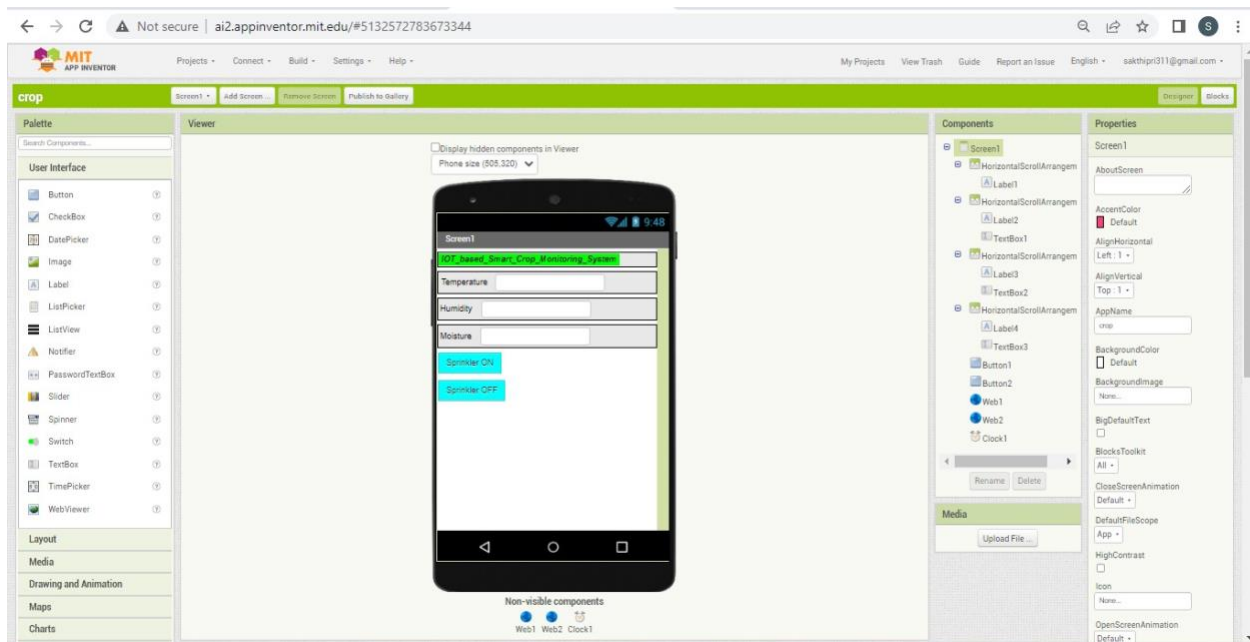 Not secure | ai2.appinventor.mit.edu/#5132572783673344
S
MIT
APP INVENTOR
Projects
Connect
Build
Settings
Help
My Projects
View Trash
Guide
Report an Issue
English
sakthipri311@gmail.com
crop
Screen1
Add Screen ...
Remove Screen
Publish to Gallery
Designer
Blocks
Palette
Search Components...
User Interface
Button
CheckBox
DatePicker
Image
Label
ListPicker
ListView
Notifier
PasswordTextBox
Slider
Spinner
Switch
TextBox
TimePicker
WebViewer
Layout
Media
Drawing and Animation
Maps
Charts
Viewer
Display hidden components in Viewer
Phone size (505,320)
9:48
Screen1
IOT_based_Smart_Crop_Monitoring_System
Temperature
Humidity
Moisture
Sprinkler ON
Sprinkler OFF
Non-visible components
Web1 Web2 Clock1
Components
Screen1
HorizontalScrollArrangem
Label1
HorizontalScrollArrangem
Label2
TextBox1
HorizontalScrollArrangem
Label3
TextBox2
HorizontalScrollArrangem
Label4
TextBox3
Button1
Button2
Web1
Web2
Clock1
Rename
Delete
Media
Upload File ...
Properties
Screen1
AboutScreen
AccentColor
Default
AlignHorizontal
Left : 1
AlignVertical
Top : 1
AppName
crop
BackgroundColor
Default
BackgroundImage
None...
BigDefaultText
BlocksToolkit
All
CloseScreenAnimation
Default
DefaultFileScope
App
HighContrast
Icon
None...
OpenScreenAnimation
Default